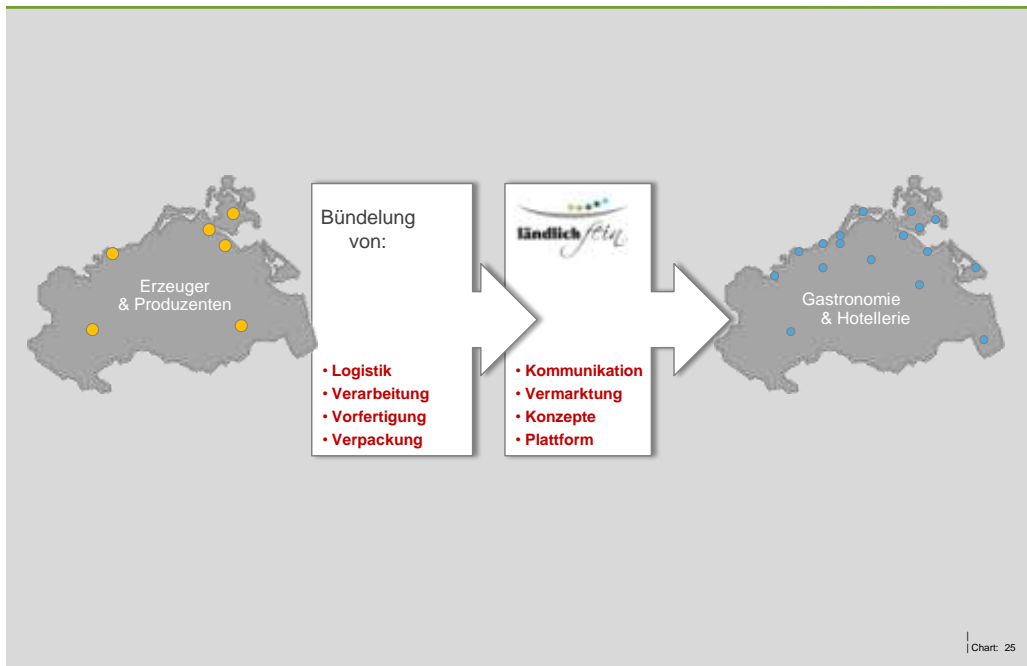 Erzeuger
& Produzenten
Bündelung
von:
• Logistik
• Verarbeitung
• Vorfertigung
• Verpackung
ländlich fein
• Kommunikation
• Vermarktung
• Konzepte
• Plattform
Gastronomie
& Hotellerie
|
| Chart: 25